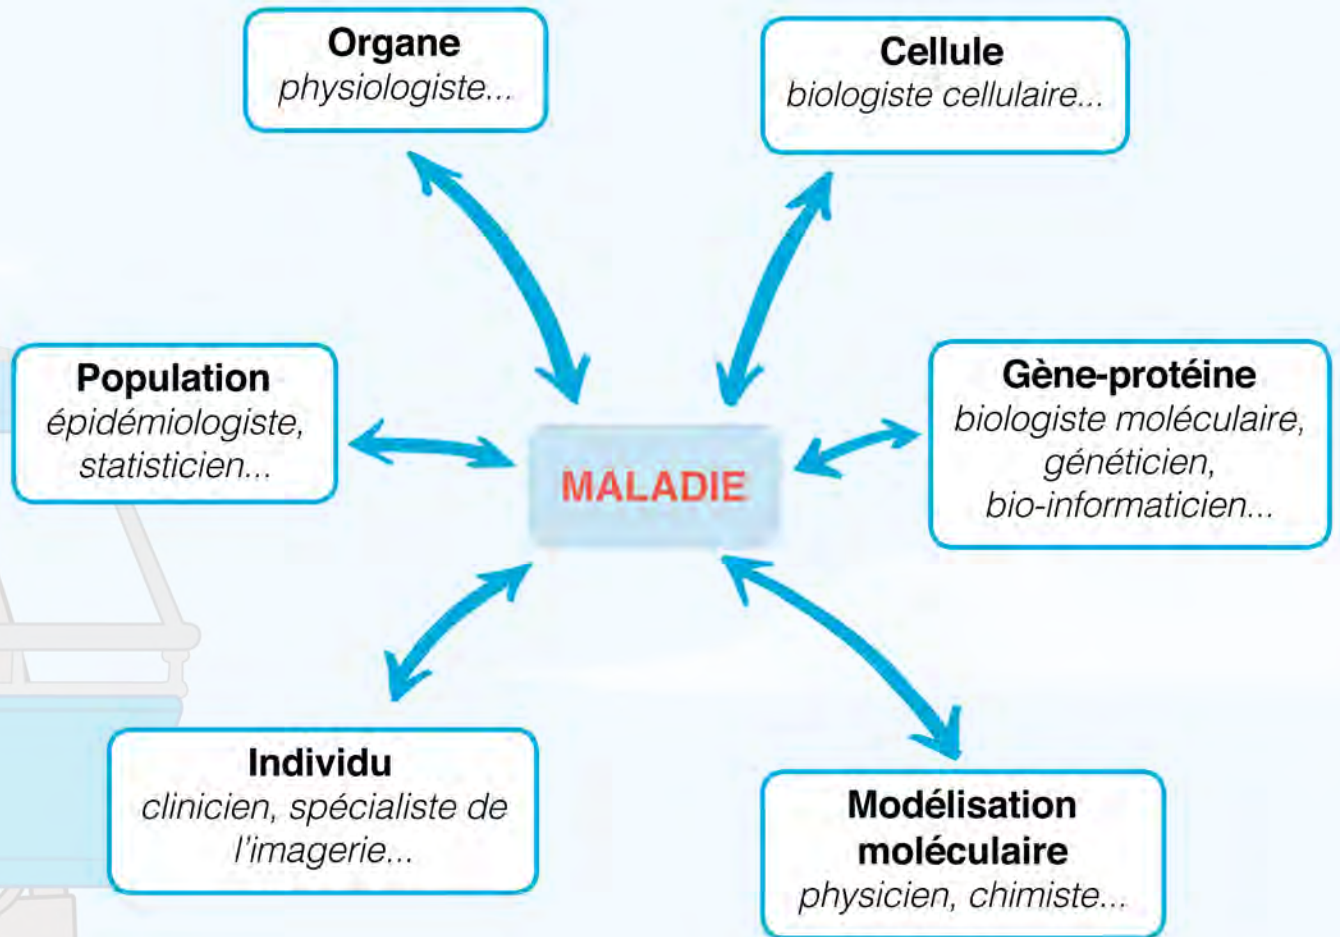 Organe
physiologiste...
Cellule
biologiste cellulaire...
Population
épidémiologiste,
statisticien...
MALADIE
Gène-protéine
biologiste moléculaire,
généticien,
bio-informaticien...
Individu
clinicien, spécialiste de
l'imagerie...
Modélisation
moléculaire
physicien, chimiste...